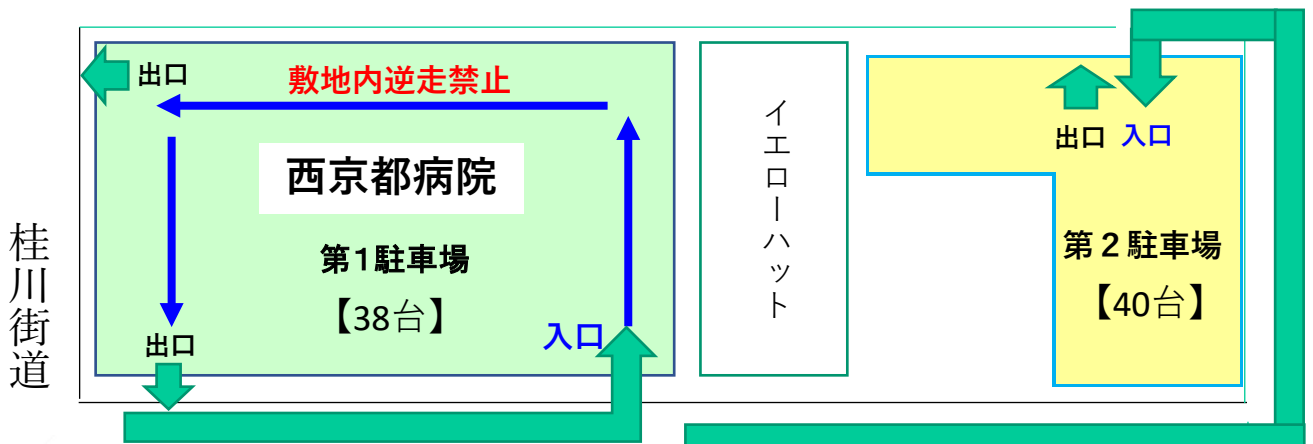 桂川街道
出口
敷地内逆走禁止
西京都病院
第1駐車場
【38台】
出口
入口
イエローハット
出口
入口
第２駐車場
【40台】